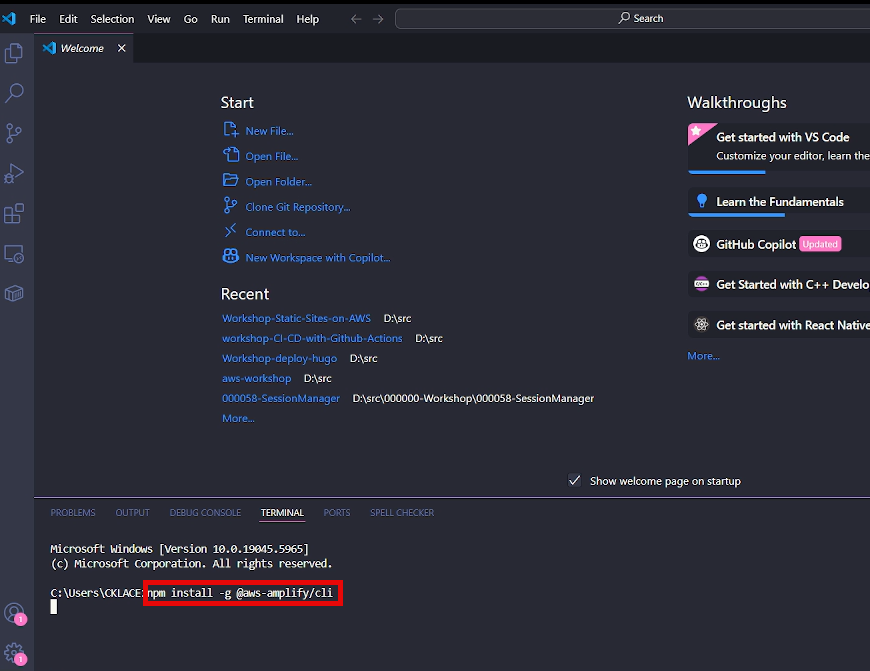 File Edit Selection View Go Run Terminal Help
Search
Welcome
Start
New File...
Open File...
Open Folder...
Clone Git Repository...
Connect to...
New Workspace with Copilot...
Recent
Workshop-Static-Sites-on-AWS D:\src
workshop-CI-CD-with-Github-Actions D:\src
Workshop-deploy-hugo D:\src
aws-workshop D:\src
000058-SessionManager D:\src\000000-Workshop\000058-SessionManager
More...
Walkthroughs
Get started with VS Code
Customize your editor, learn the
Learn the Fundamentals
GitHub Copilot Updated
Get Started with C++ Develo
Get started with React Native
More...
Show welcome page on startup
PROBLEMS OUTPUT DEBUG CONSOLE TERMINAL PORTS SPELL CHECKER
Microsoft Windows [Version 10.0.19045.5965]
(c) Microsoft Corporation. All rights reserved.
C:\Users\CKLACE>npm install -g @aws-amplify/cli
1
1